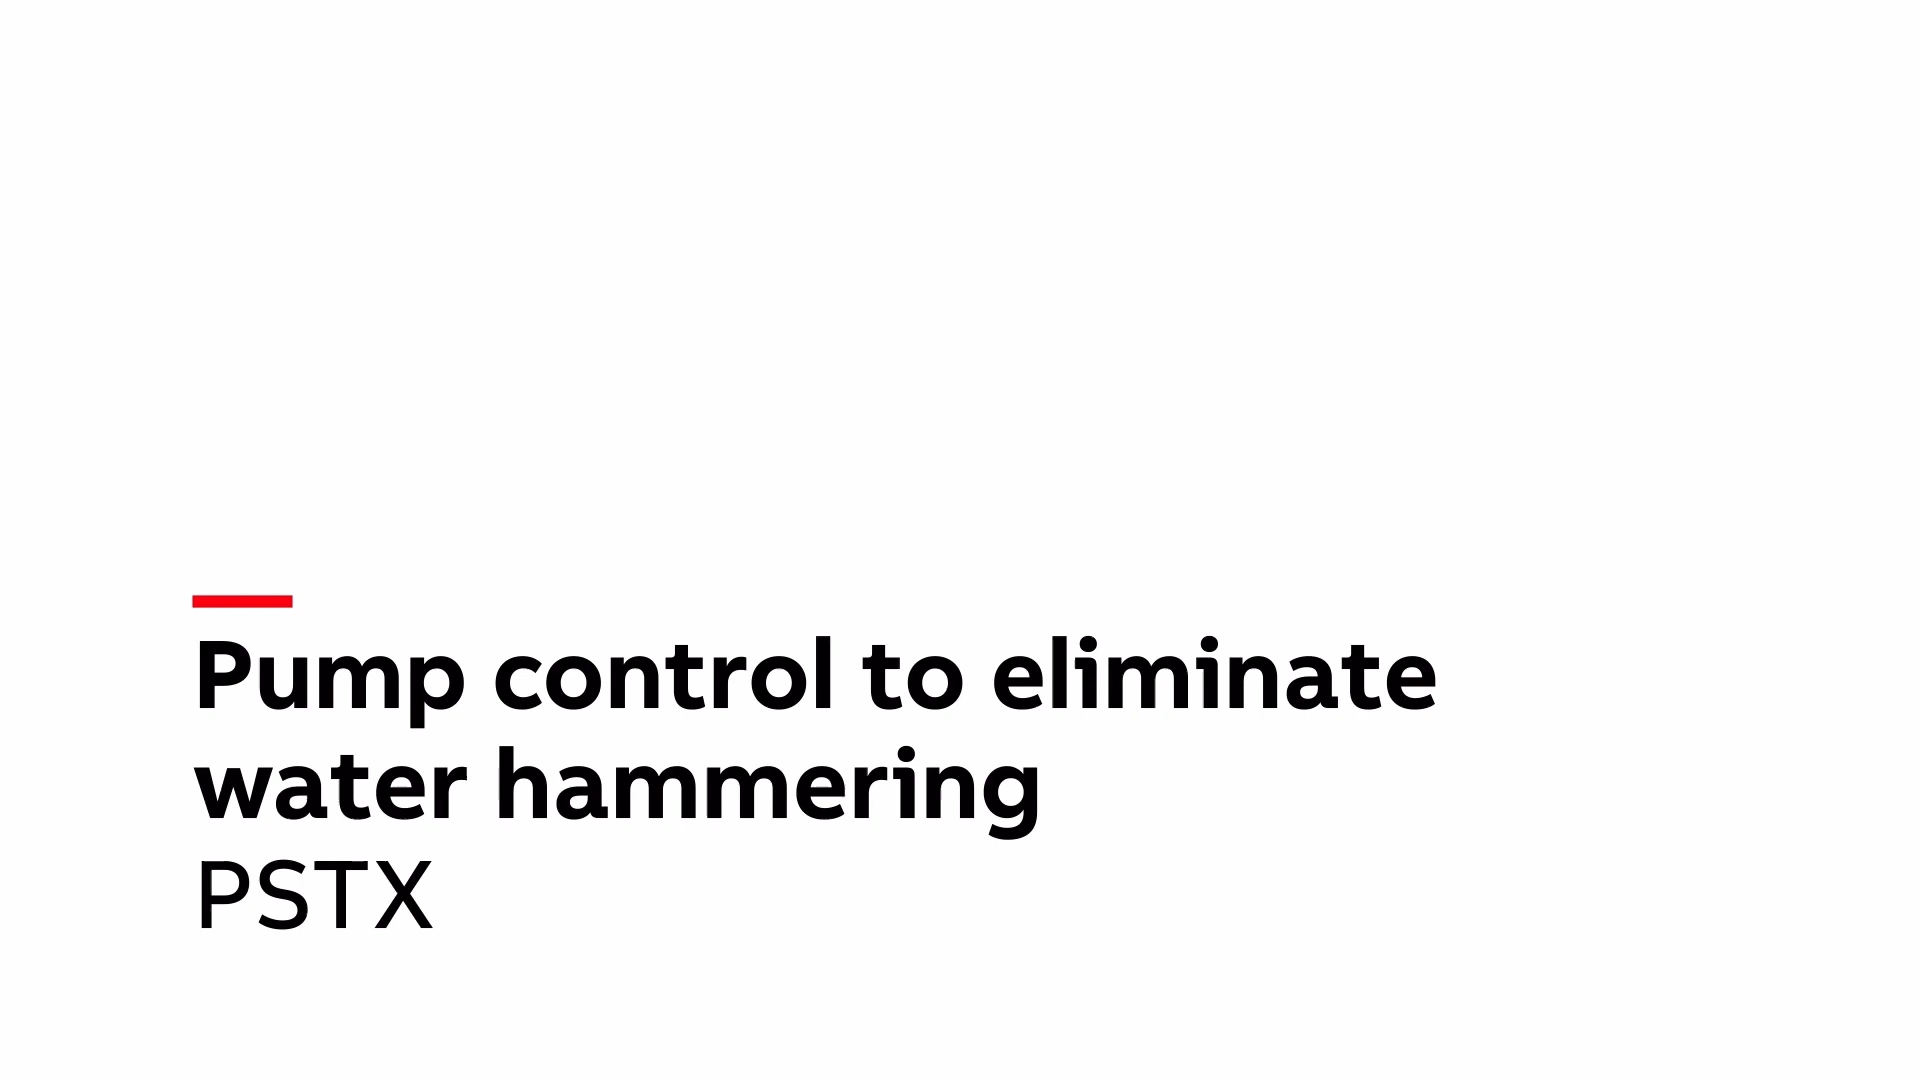 Pump control to eliminate
water hammering
PSTX